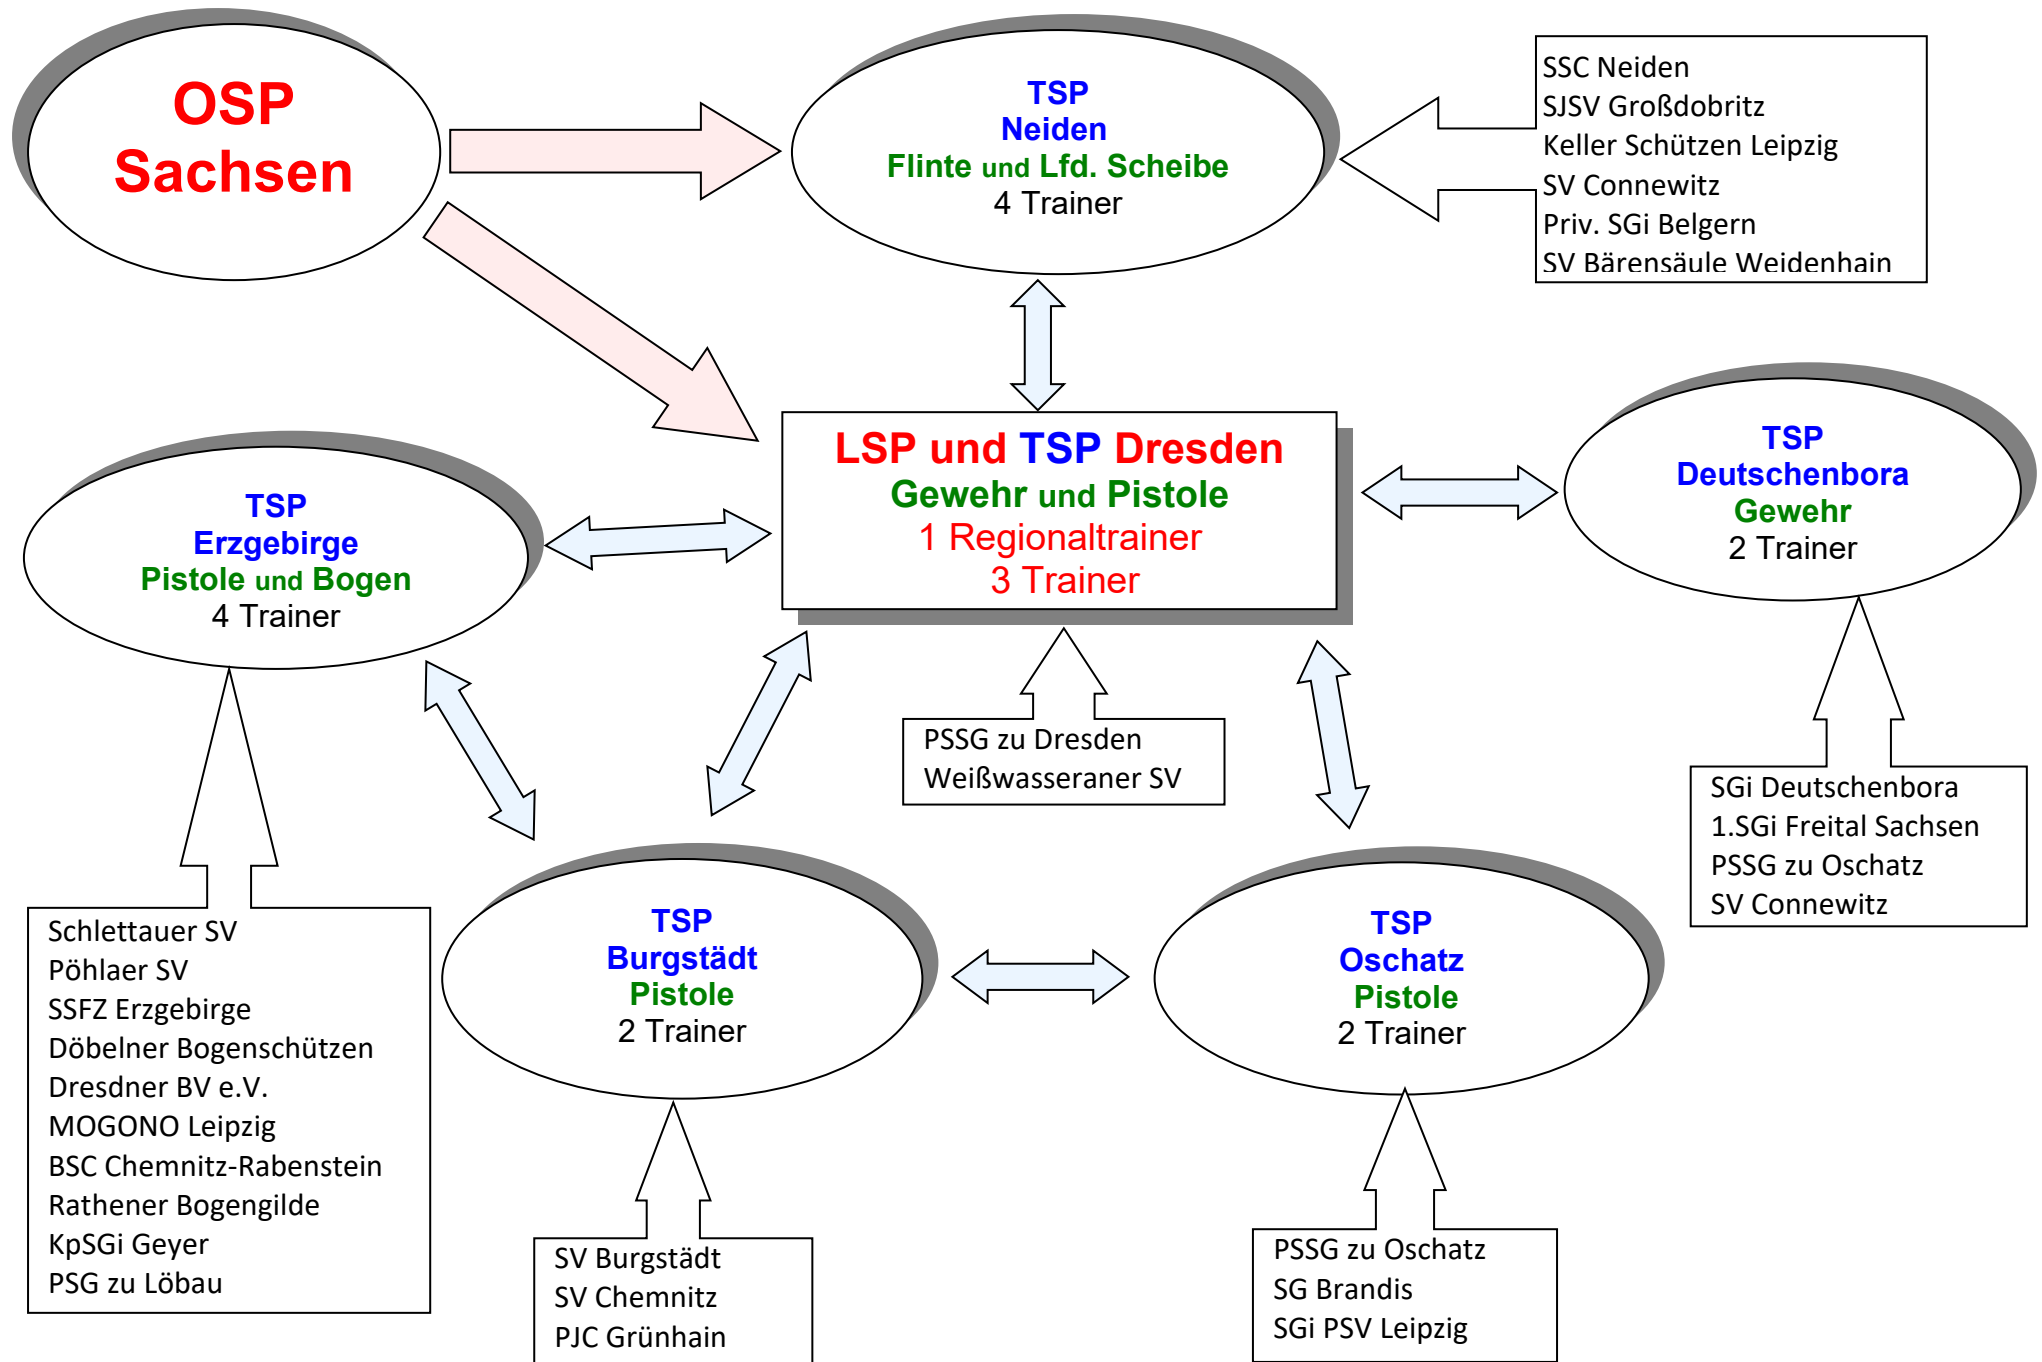 OSP
Sachsen
TSP
Neiden
Flinte und Lfd. Scheibe
4 Trainer
SSC Neiden
SJSV Großdobritz
Keller Schützen Leipzig
SV Connewitz
Priv. SGi Belgern
SV Bärensäule Weidenhain
LSP und TSP Dresden
Gewehr und Pistole
1 Regionaltrainer
3 Trainer
TSP
Deutschenbora
Gewehr
2 Trainer
TSP
Erzgebirge
Pistole und Bogen
4 Trainer
PSSG zu Dresden
Weißwasseraner SV
SGi Deutschenbora
1.SGi Freital Sachsen
PSSG zu Oschatz
SV Connewitz
Schlettauer SV
Pöhlaer SV
SSFZ Erzgebirge
Döbelner Bogenschützen
Dresdner BV e.V.
MOGONO Leipzig
BSC Chemnitz-Rabenstein
Rathener Bogengilde
KpSGi Geyer
PSG zu Löbau
TSP
Burgstädt
Pistole
2 Trainer
TSP
Oschatz
Pistole
2 Trainer
SV Burgstädt
SV Chemnitz
PJC Grünhain
PSSG zu Oschatz
SG Brandis
SGi PSV Leipzig